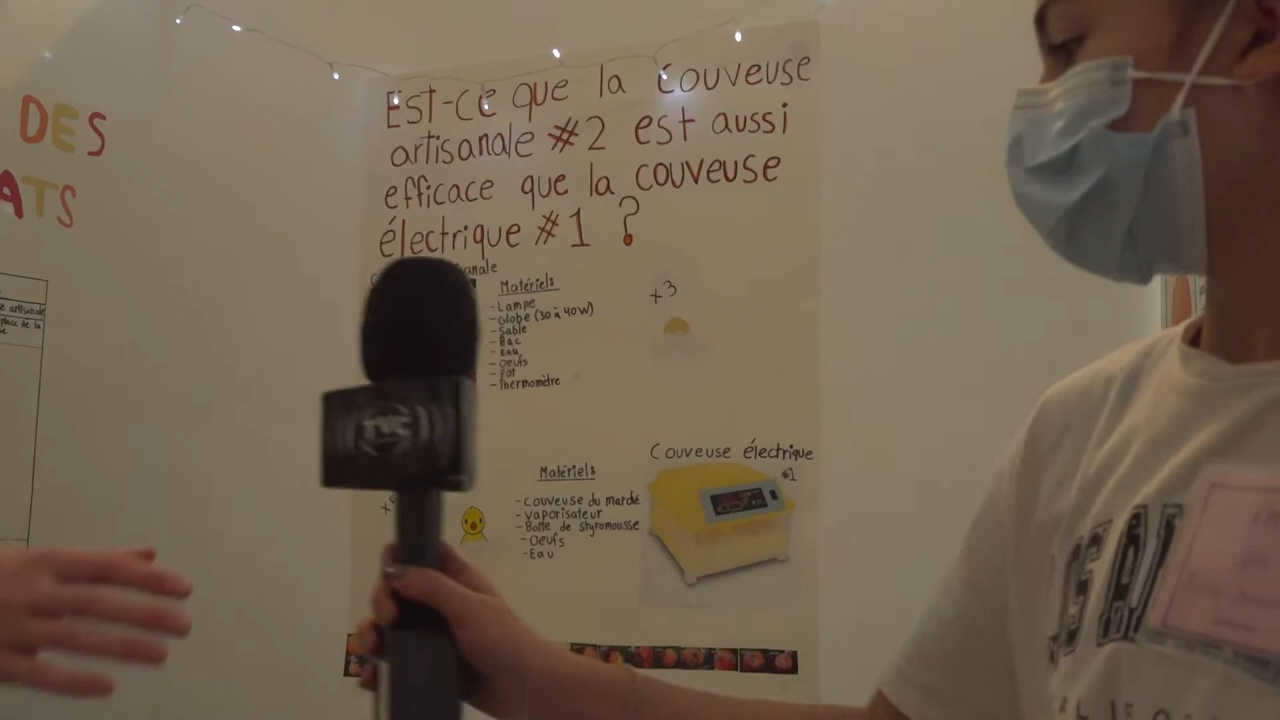 DES
ATS
Est-ce que la couveuse
artisanale #2 est aussi
efficace que la couveuse
électrique #1 ?
Matériels
- Lampe
- Globe (30 à 40W)
- Sable
- Bac
- Eau
- Oeufs
- Pot
- Thermomètre
x3
TVC
Couveuse électrique
#1
Matériels
- couveuse du marché
- vaporisateur
- Boîte de styromousse
- Oeufs
- Eau